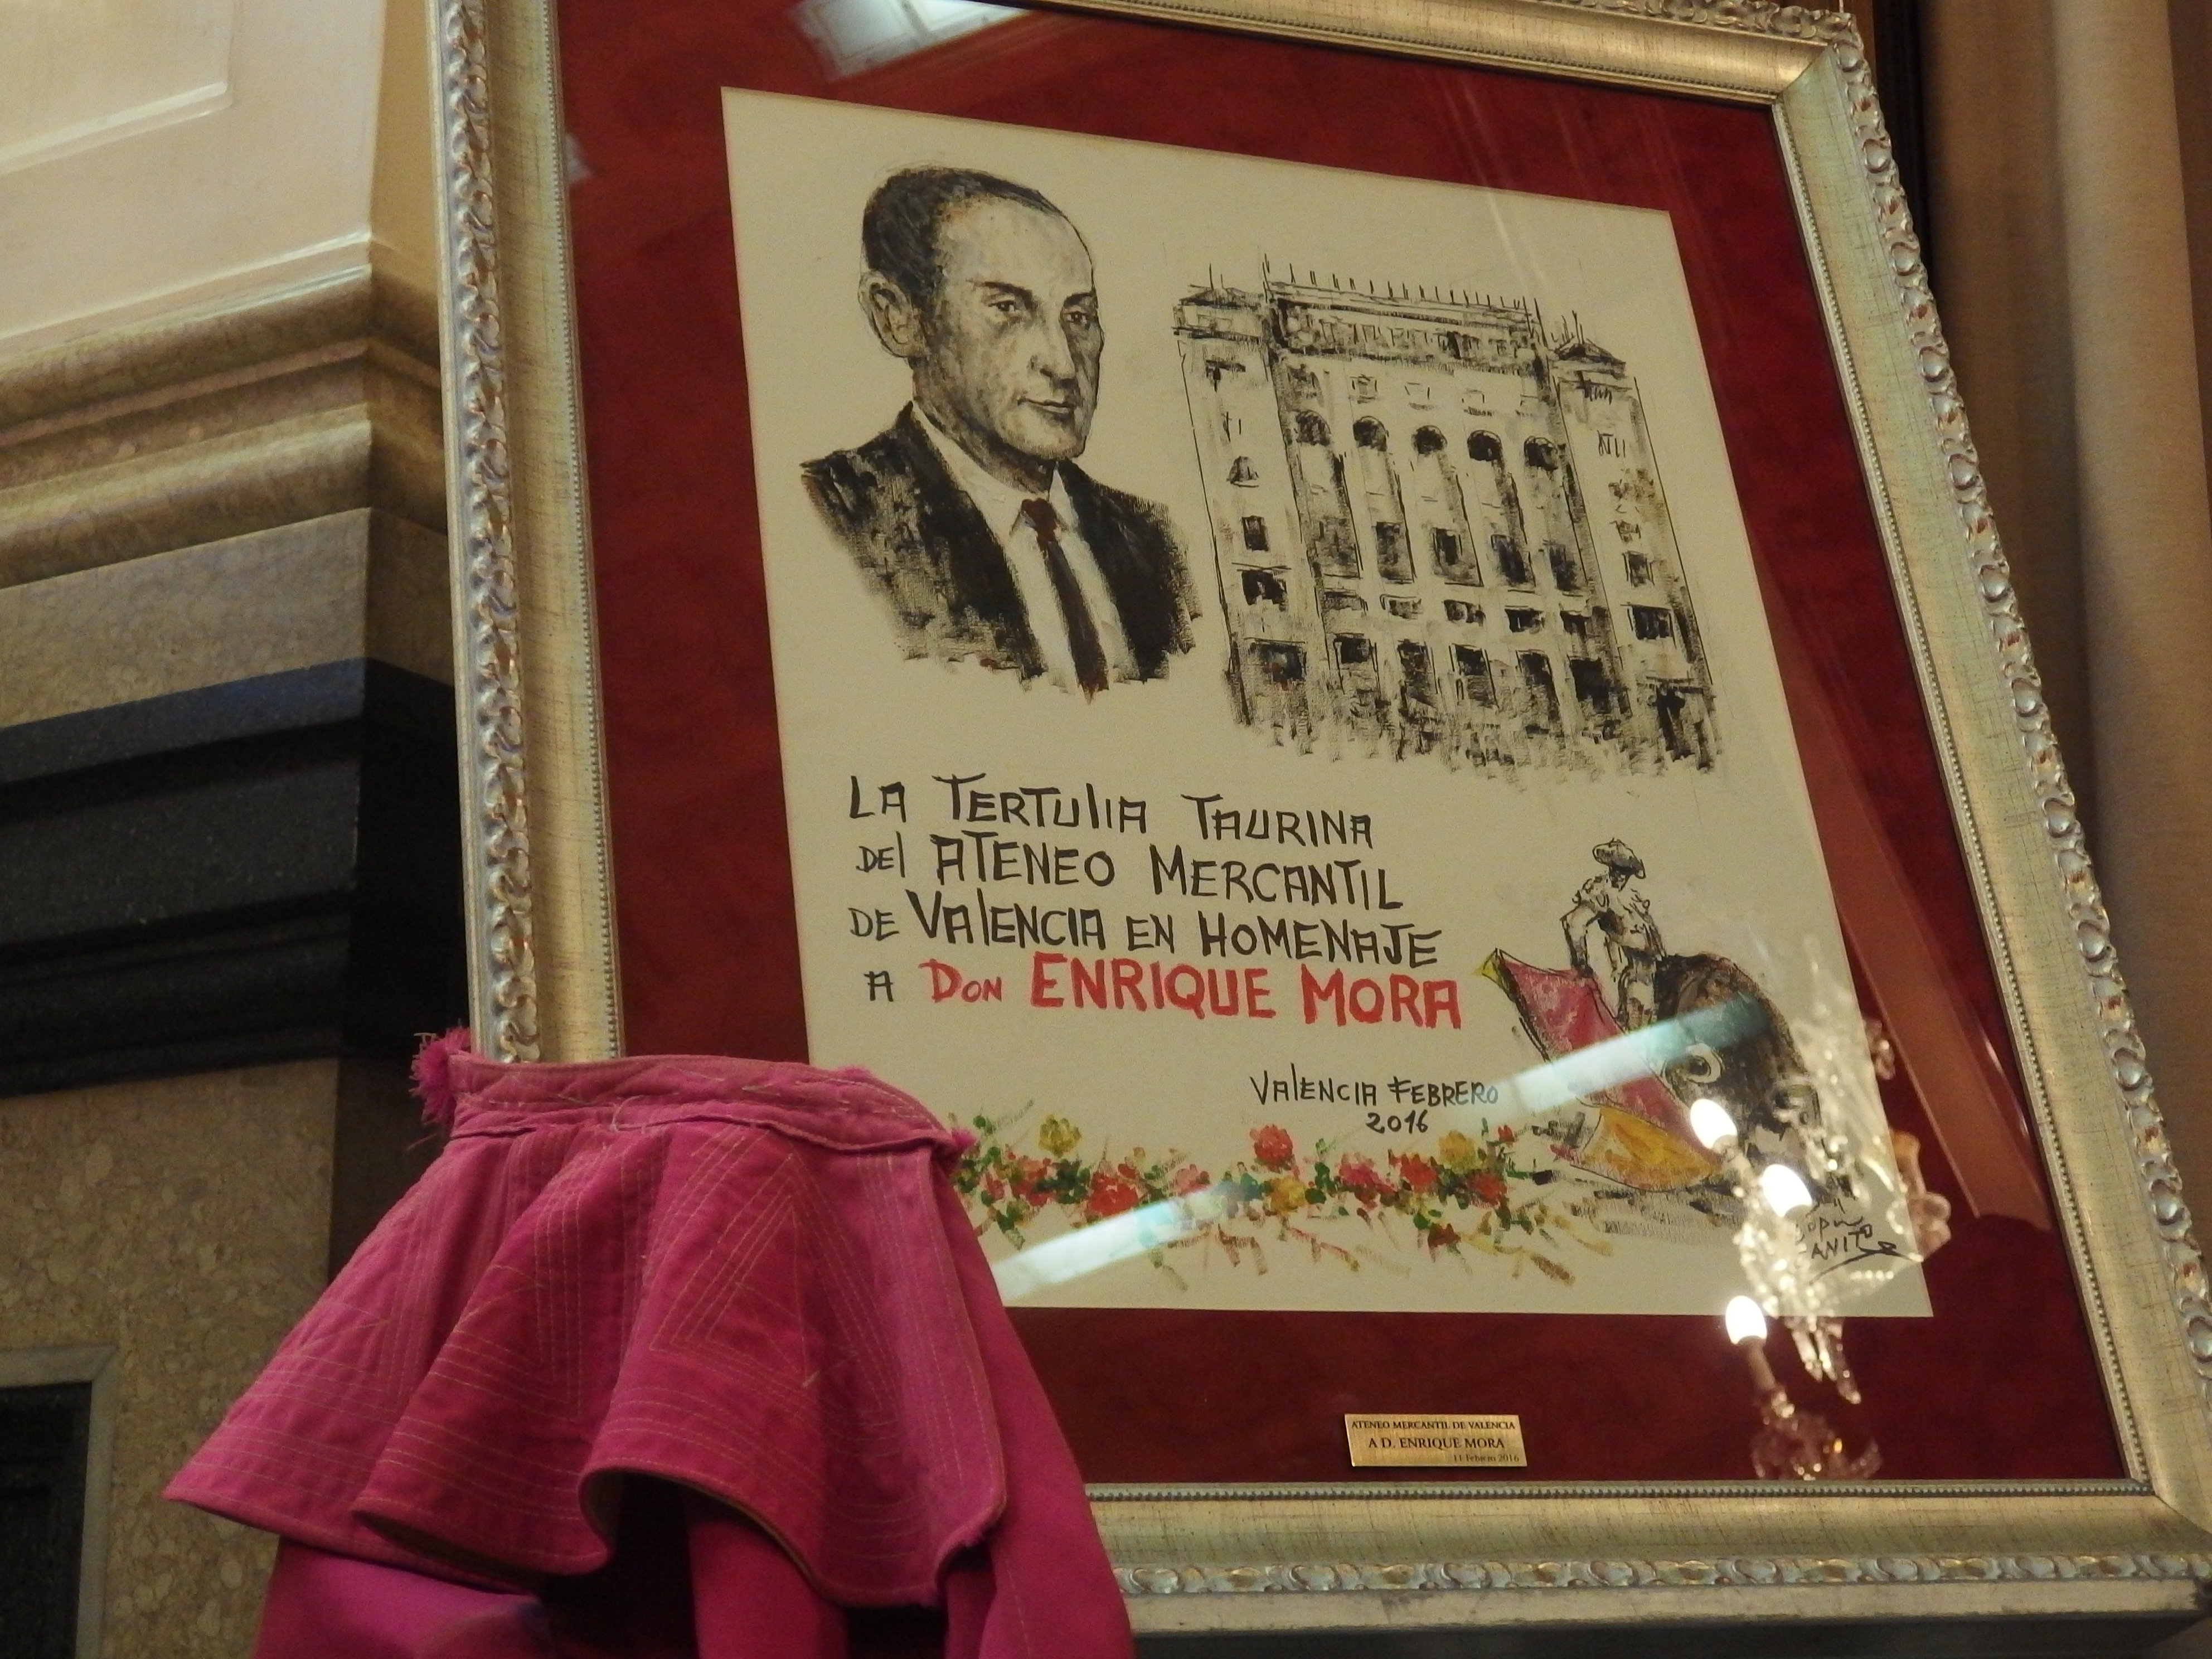 LA TERTULIA TAURINA
DEL ATENEO MERCANTIL
DE VALENCIA EN HOMENAJE
A DON ENRIQUE MORA
VALENCIA FEBRERO
2016
ATENEO MERCANTIL DE VALENCIA
A D. ENRIQUE MORA
11 Febrero 2016